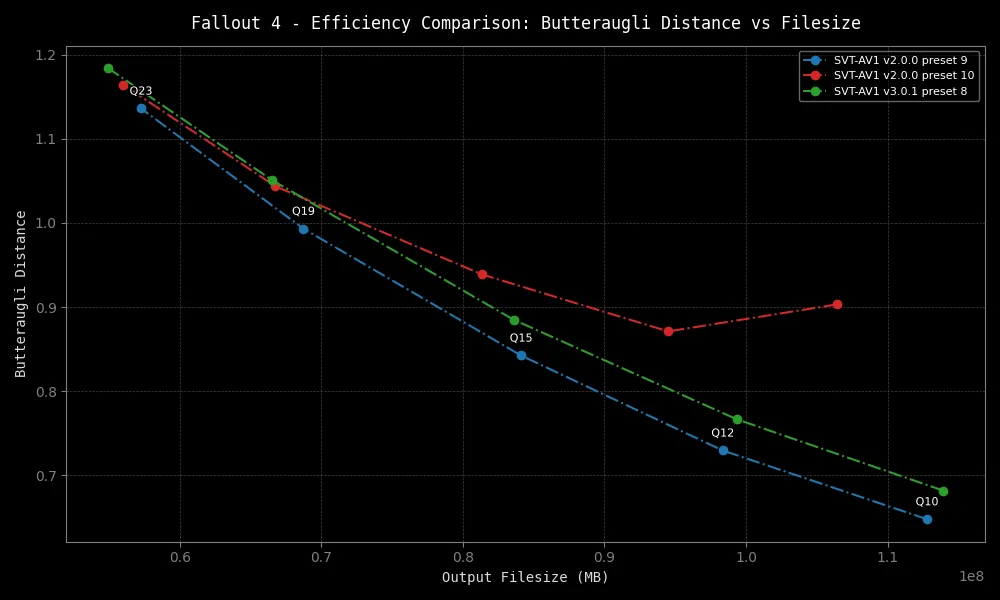 Fallout 4 - Efficiency Comparison: Butteraugli Distance vs Filesize
SVT-AV1 v2.0.0 preset 9
SVT-AV1 v2.0.0 preset 10
SVT-AV1 v3.0.1 preset 8
Butteraugli Distance
1.2
1.1
1.0
0.9
0.8
0.7
Q23
Q19
Q15
Q12
Q10
0.6 0.7 0.8 0.9 1.0 1.1
1e8
Output Filesize (MB)